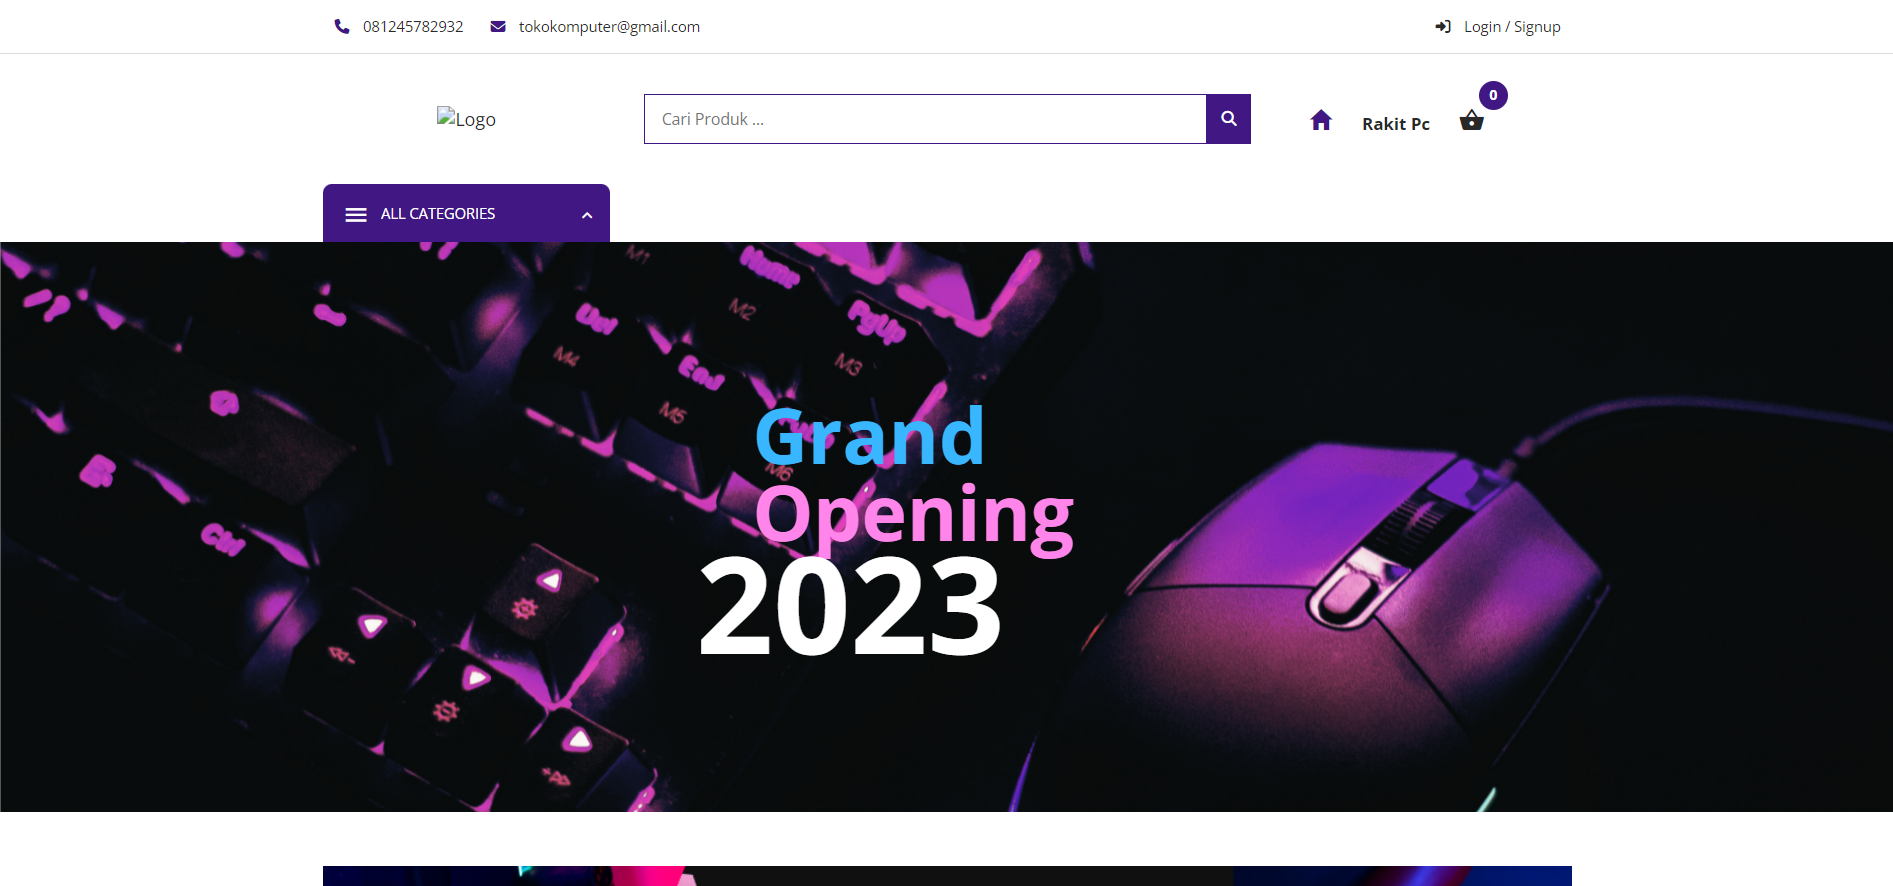 081245782932 tokokomputer@gmail.com Login / Signup
0
Logo Cari Produk ... Rakit Pc
ALL CATEGORIES
M1 Home
M2 PgUp
Del M3
M4 End
M5
M6
Grand
Opening
2023
Ctrl